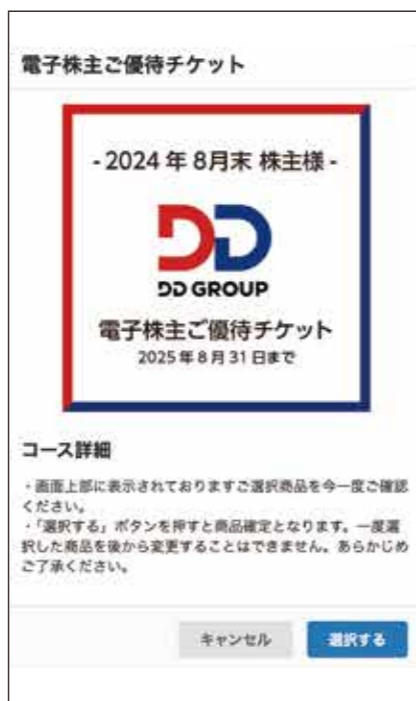 電子株主ご優待チケット
- 2024 年 8月末 株主様 -
DD
DD GROUP
電子株主ご優待チケット
2025 年 8 月 31 日まで
コース詳細
・画面上部に表示されておりますご選択商品を今一度ご確認
ください。
・「選択する」ボタンを押すと商品確定となります。一度選
択した商品を後から変更することはできません。あらかじめ
ご了承ください。
キャンセル
選択する